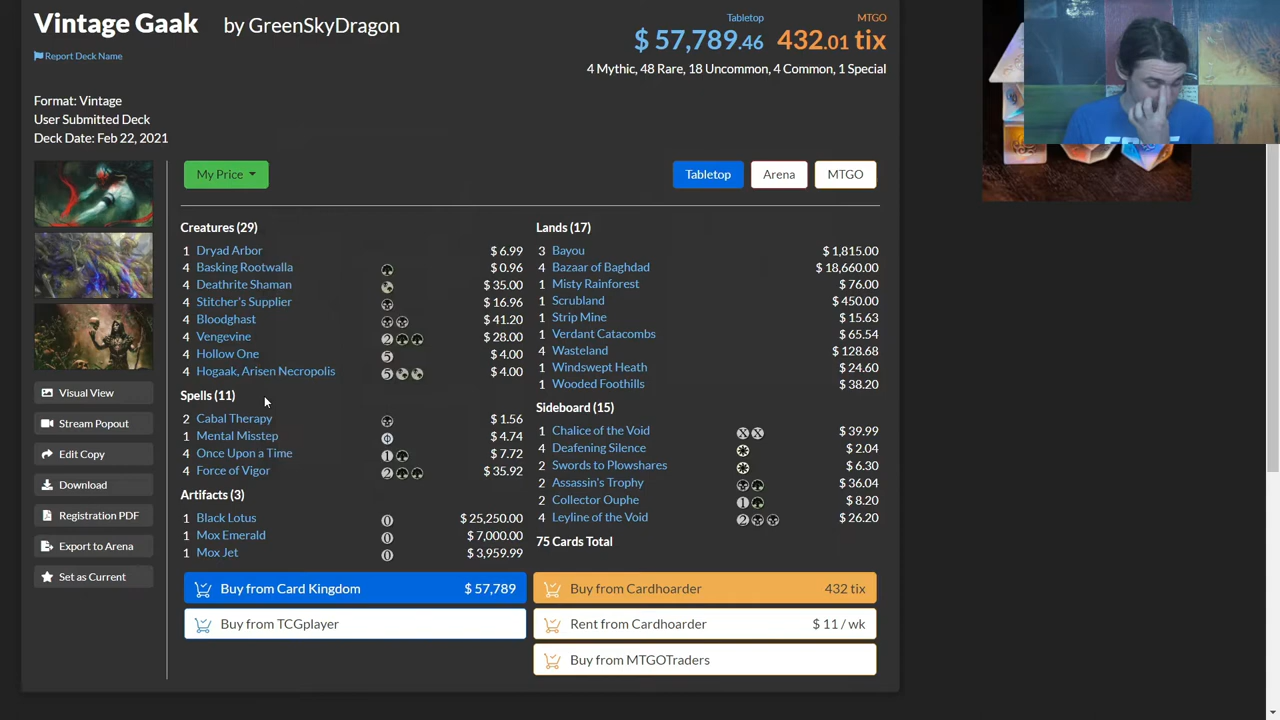 Vintage Gaak by GreenSkyDragon
Report Deck Name
Tabletop
$ 57,789.46
MTGO
432.01 tix
4 Mythic, 48 Rare, 18 Uncommon, 4 Common, 1 Special
Format: Vintage
User Submitted Deck
Deck Date: Feb 22, 2021
My Price
Tabletop
Arena
MTGO
Visual View
Stream Popout
Edit Copy
Download
Registration PDF
Export to Arena
Set as Current
Creatures (29)
1 Dryad Arbor $ 6.99
4 Basking Rootwalla $ 0.96
4 Deathrite Shaman $ 35.00
4 Stitcher's Supplier $ 16.96
4 Bloodghast $ 41.20
4 Vengevine 2 $ 28.00
4 Hollow One 5 $ 4.00
4 Hogaak, Arisen Necropolis 5 $ 4.00
Spells (11)
2 Cabal Therapy $ 1.56
1 Mental Misstep $ 4.74
4 Once Upon a Time 1 $ 7.72
4 Force of Vigor 2 $ 35.92
Artifacts (3)
1 Black Lotus 0 $ 25,250.00
1 Mox Emerald 0 $ 7,000.00
1 Mox Jet 0 $ 3,959.99
Lands (17)
3 Bayou $ 1,815.00
4 Bazaar of Baghdad $ 18,660.00
1 Misty Rainforest $ 76.00
1 Scrubland $ 450.00
1 Strip Mine $ 15.63
1 Verdant Catacombs $ 65.54
4 Wasteland $ 128.68
1 Windswept Heath $ 24.60
1 Wooded Foothills $ 38.20
Sideboard (15)
1 Chalice of the Void X X $ 39.99
4 Deafening Silence $ 2.04
2 Swords to Plowshares $ 6.30
2 Assassin's Trophy $ 36.04
2 Collector Ouphe 1 $ 8.20
4 Leyline of the Void 2 $ 26.20
75 Cards Total
Buy from Card Kingdom $ 57,789
Buy from TCGplayer
Buy from Cardhoarder 432 tix
Rent from Cardhoarder $ 11 / wk
Buy from MTGOTraders